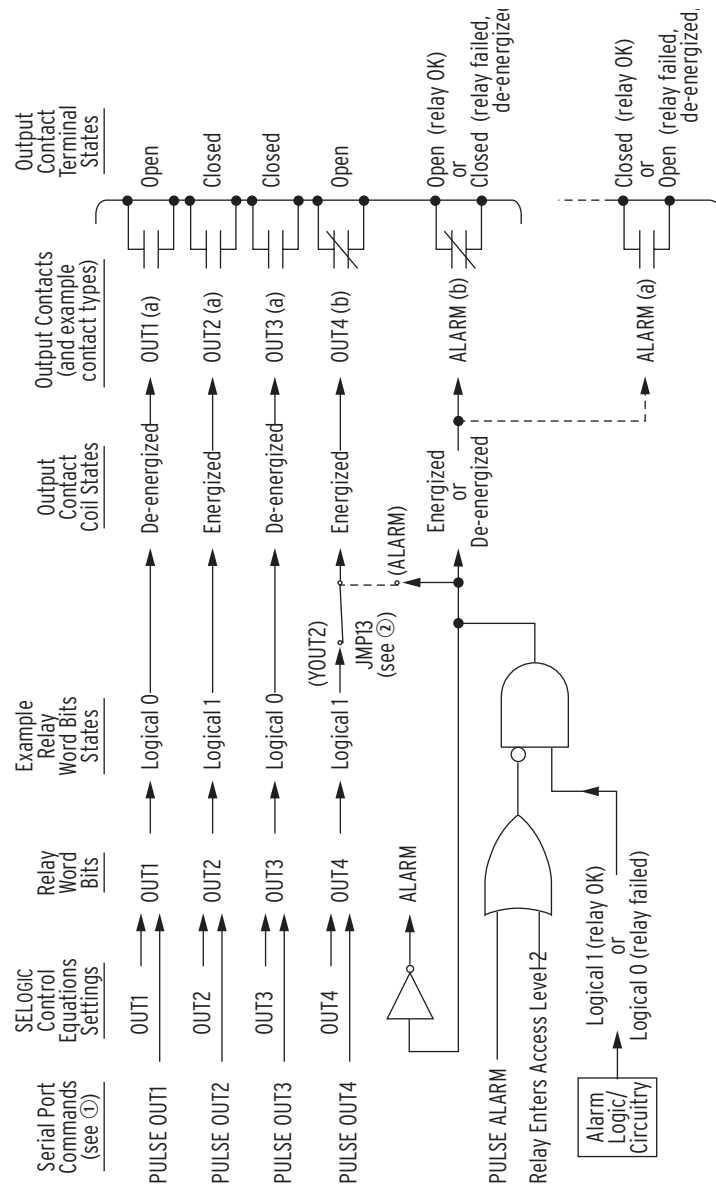 Serial Port
Commands
(see ①)
SELOGIC
Control
Equations
Settings
Relay
Word
Bits
Example
Relay
Word Bits
States
Output
Contact
Coil States
Output Contacts
(and example
contact types)
Output
Contact
Terminal
States
PULSE OUT1
OUT1
OUT1
Logical 0
De-energized
OUT1 (a)
Open
PULSE OUT2
OUT2
OUT2
Logical 1
Energized
OUT2 (a)
Closed
PULSE OUT3
OUT3
OUT3
Logical 0
De-energized
OUT3 (a)
Closed
PULSE OUT4
OUT4
OUT4
Logical 1
(YOUT2)
JMP13
(see ②)
(ALARM)
Energized
OUT4 (b)
Open
ALARM
PULSE ALARM
Relay Enters Access Level 2
Energized
or
De-energized
ALARM (b)
Open (relay OK)
or
Closed (relay failed,
de-energized
Alarm
Logic/
Circuitry
Logical 1 (relay OK)
or
Logical 0 (relay failed)
ALARM (a)
Closed (relay OK)
or
Open (relay failed,
de-energized,